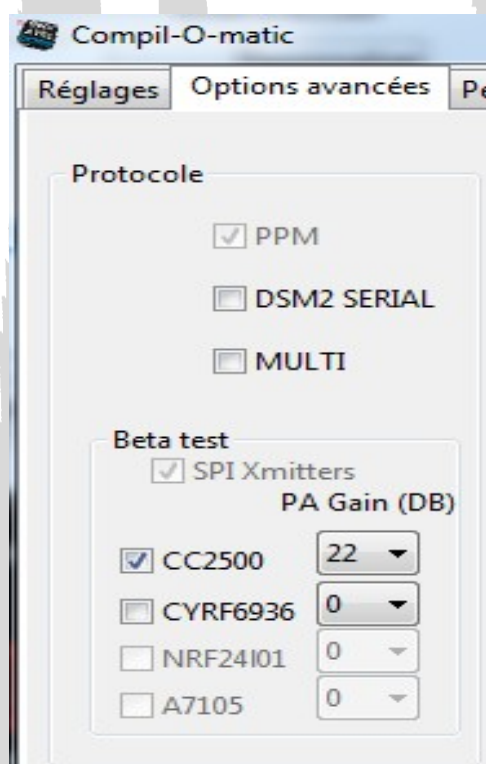 Compil-O-matic
Réglages Options avancées
Protocole
PPM
DSM2 SERIAL
MULTI
Beta test
SPI Xmitters
PA Gain (DB)
CC2500 22
CYRF6936 0
NRF24l01 0
A7105 0